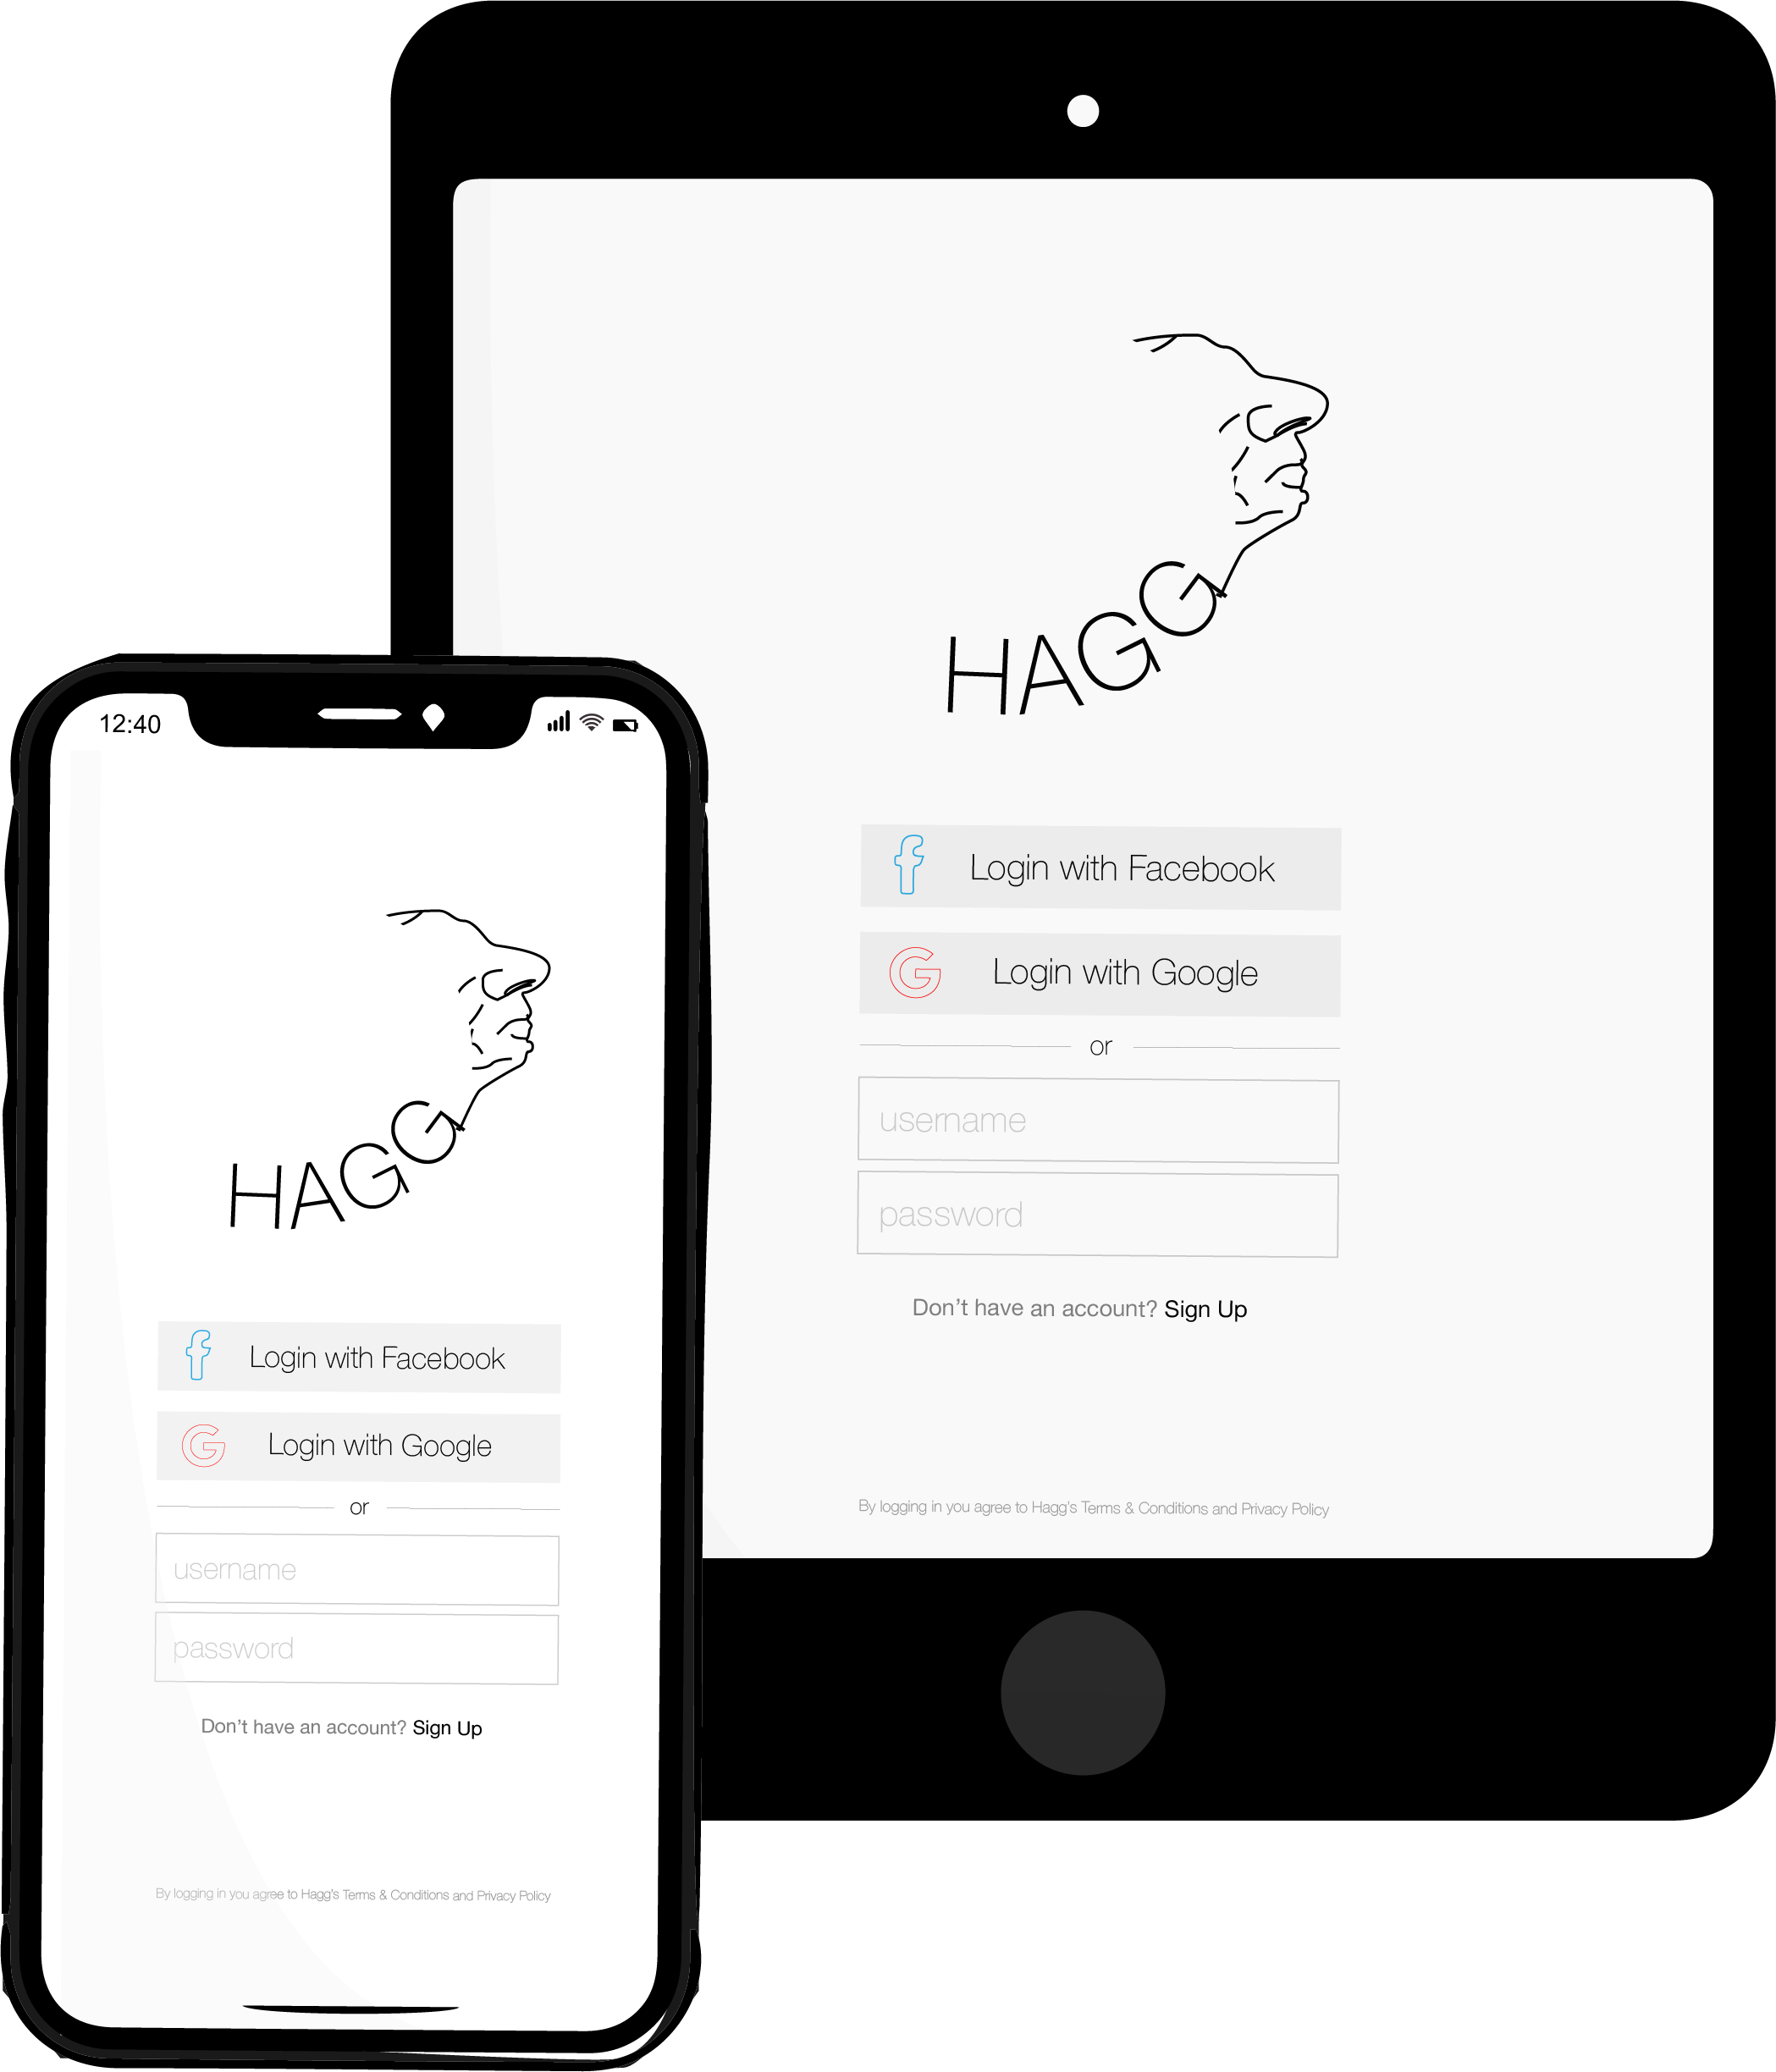 HAGG
Login with Facebook
Login with Google
or
username
password
Don't have an account? Sign Up
By logging in you agree to Hagg's Terms & Conditions and Privacy Policy
12:40
HAGG
Login with Facebook
Login with Google
or
username
password
Don't have an account? Sign Up
By logging in you agree to Hagg's Terms & Conditions and Privacy Policy